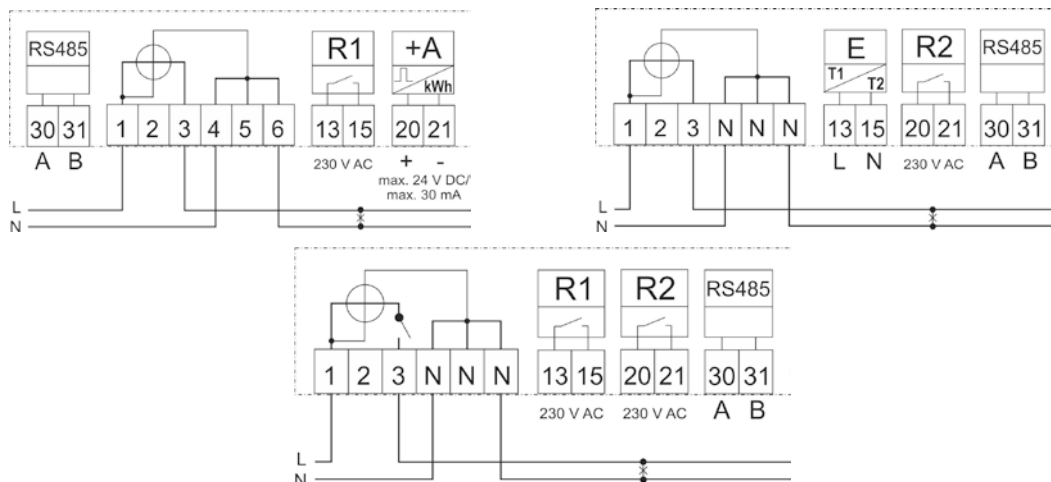 RS485
R1
+A
kWh
30 31
1 2 3 4 5 6
13 15
20 21
A B
230 V AC
+ -
max. 24 V DC/
max. 30 mA
L
N
E
T1
T2
R2
RS485
1 2 3 N N N
13 15
20 21
30 31
L N
230 V AC
A B
L
N
R1
R2
RS485
1 2 3 N N N
13 15
20 21
30 31
230 V AC
230 V AC
A B
L
N